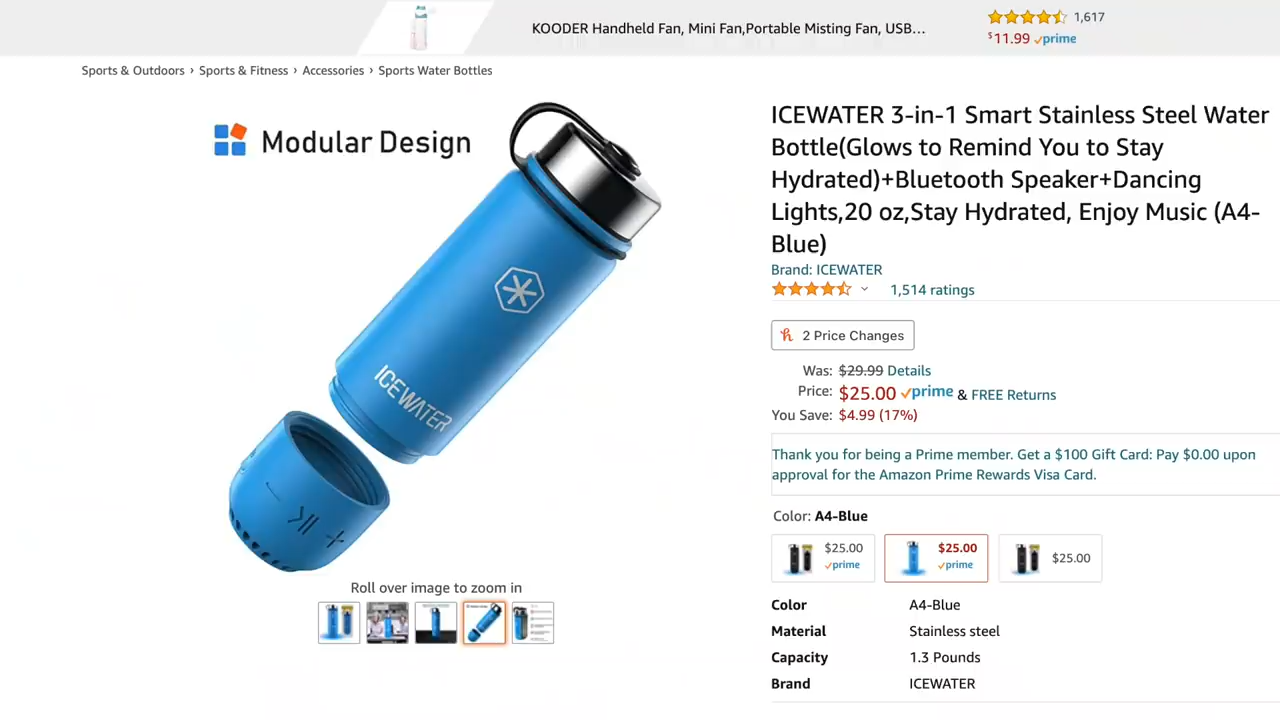 KOODER Handheld Fan, Mini Fan,Portable Misting Fan, USB…
1,617
$11.99 prime
Sports & Outdoors › Sports & Fitness › Accessories › Sports Water Bottles
Modular Design
ICEWATER
ICEWATER 3-in-1 Smart Stainless Steel Water
Bottle(Glows to Remind You to Stay
Hydrated)+Bluetooth Speaker+Dancing
Lights,20 oz,Stay Hydrated, Enjoy Music (A4-
Blue)
Brand: ICEWATER
1,514 ratings
2 Price Changes
Was: $29.99 Details
Price: $25.00 prime & FREE Returns
You Save: $4.99 (17%)
Thank you for being a Prime member. Get a $100 Gift Card: Pay $0.00 upon
approval for the Amazon Prime Rewards Visa Card.
Color: A4-Blue
$25.00 prime
$25.00 prime
$25.00
Roll over image to zoom in
Color A4-Blue
Material Stainless steel
Capacity 1.3 Pounds
Brand ICEWATER